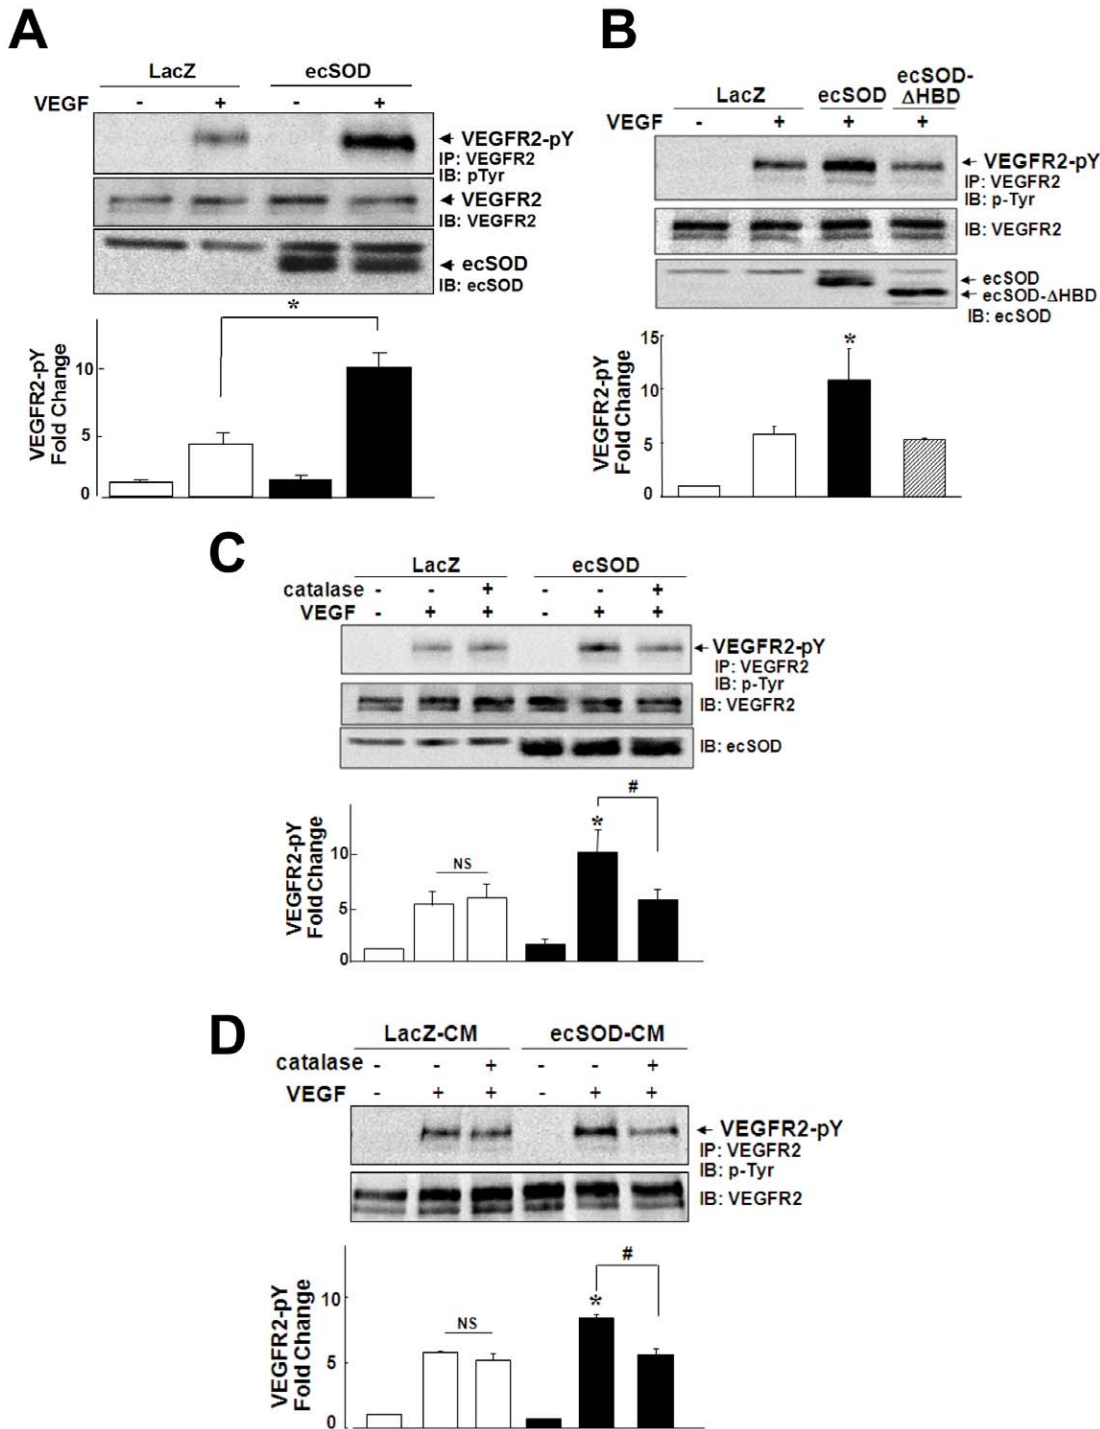 A
LacZ ecSOD
VEGF - + - +
VEGFR2-pY
IP: VEGFR2
IB: pTyr
VEGFR2
IB: VEGFR2
ecSOD
IB: ecSOD
*
VEGFR2-pY
Fold Change
10
5
0
B
LacZ ecSOD ecSOD-
ΔHBD
VEGF - + + +
VEGFR2-pY
IP: VEGFR2
IB: p-Tyr
IB: VEGFR2
ecSOD
ecSOD-ΔHBD
IB: ecSOD
VEGFR2-pY
Fold Change
15
10
5
0
*
C
LacZ ecSOD
catalase - - + - - +
VEGF - + + - + +
VEGFR2-pY
IP: VEGFR2
IB: p-Tyr
IB: VEGFR2
IB: ecSOD
VEGFR2-pY
Fold Change
10
5
0
NS
*
#
D
LacZ-CM ecSOD-CM
catalase - - + - - +
VEGF - + + - + +
VEGFR2-pY
IP: VEGFR2
IB: p-Tyr
IB: VEGFR2
VEGFR2-pY
Fold Change
10
5
0
NS
*
#